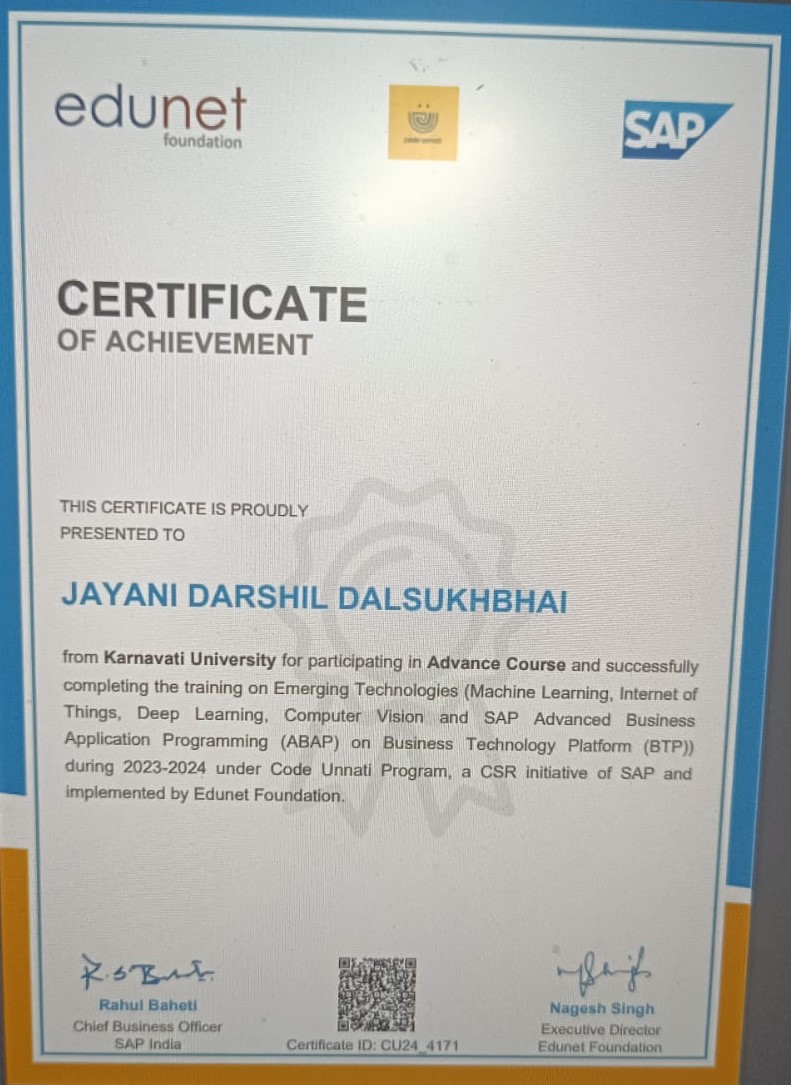 edunet
foundation
code unnati
SAP
CERTIFICATE
OF ACHIEVEMENT
THIS CERTIFICATE IS PROUDLY
PRESENTED TO
JAYANI DARSHIL DALSUKHBHAI
from Karnavati University for participating in Advance Course and successfully
completing the training on Emerging Technologies (Machine Learning, Internet of
Things, Deep Learning, Computer Vision and SAP Advanced Business
Application Programming (ABAP) on Business Technology Platform (BTP))
during 2023-2024 under Code Unnati Program, a CSR initiative of SAP and
implemented by Edunet Foundation.
Rahul Baheti
Chief Business Officer
SAP India
Certificate ID: CU24_4171
Nagesh Singh
Executive Director
Edunet Foundation